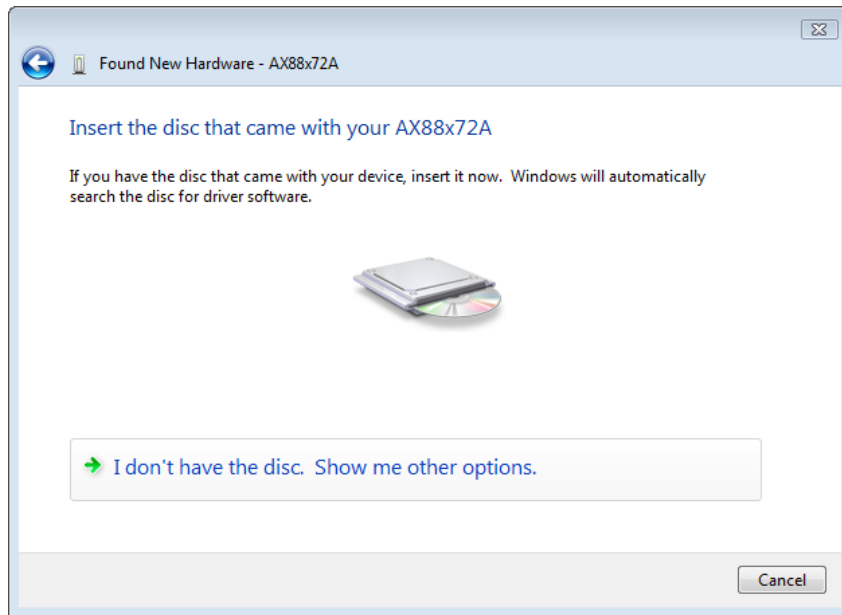 Found New Hardware - AX88x72A
Insert the disc that came with your AX88x72A
If you have the disc that came with your device, insert it now.  Windows will automatically
search the disc for driver software.
I don't have the disc.  Show me other options.
Cancel